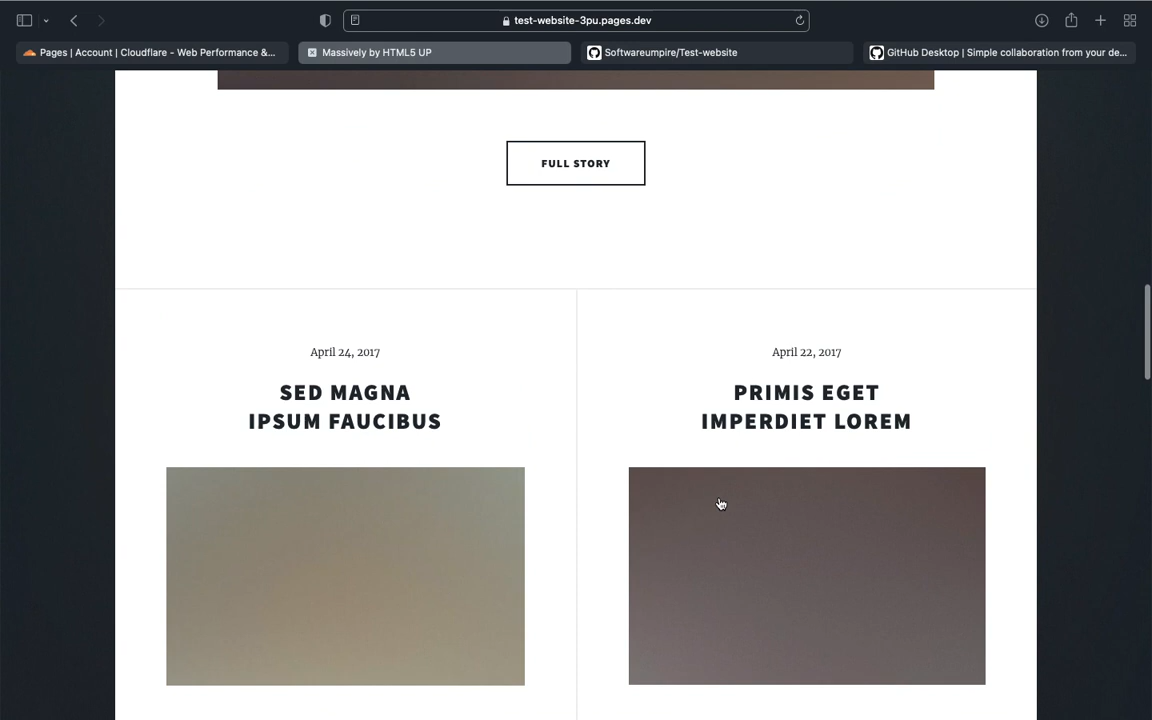 test-website-3pu.pages.dev
Pages | Account | Cloudflare - Web Performance &...
Massively by HTML5 UP
Softwareumpire/Test-website
GitHub Desktop | Simple collaboration from your de...
FULL STORY
April 24, 2017
SED MAGNA
IPSUM FAUCIBUS
April 22, 2017
PRIMIS EGET
IMPERDIET LOREM